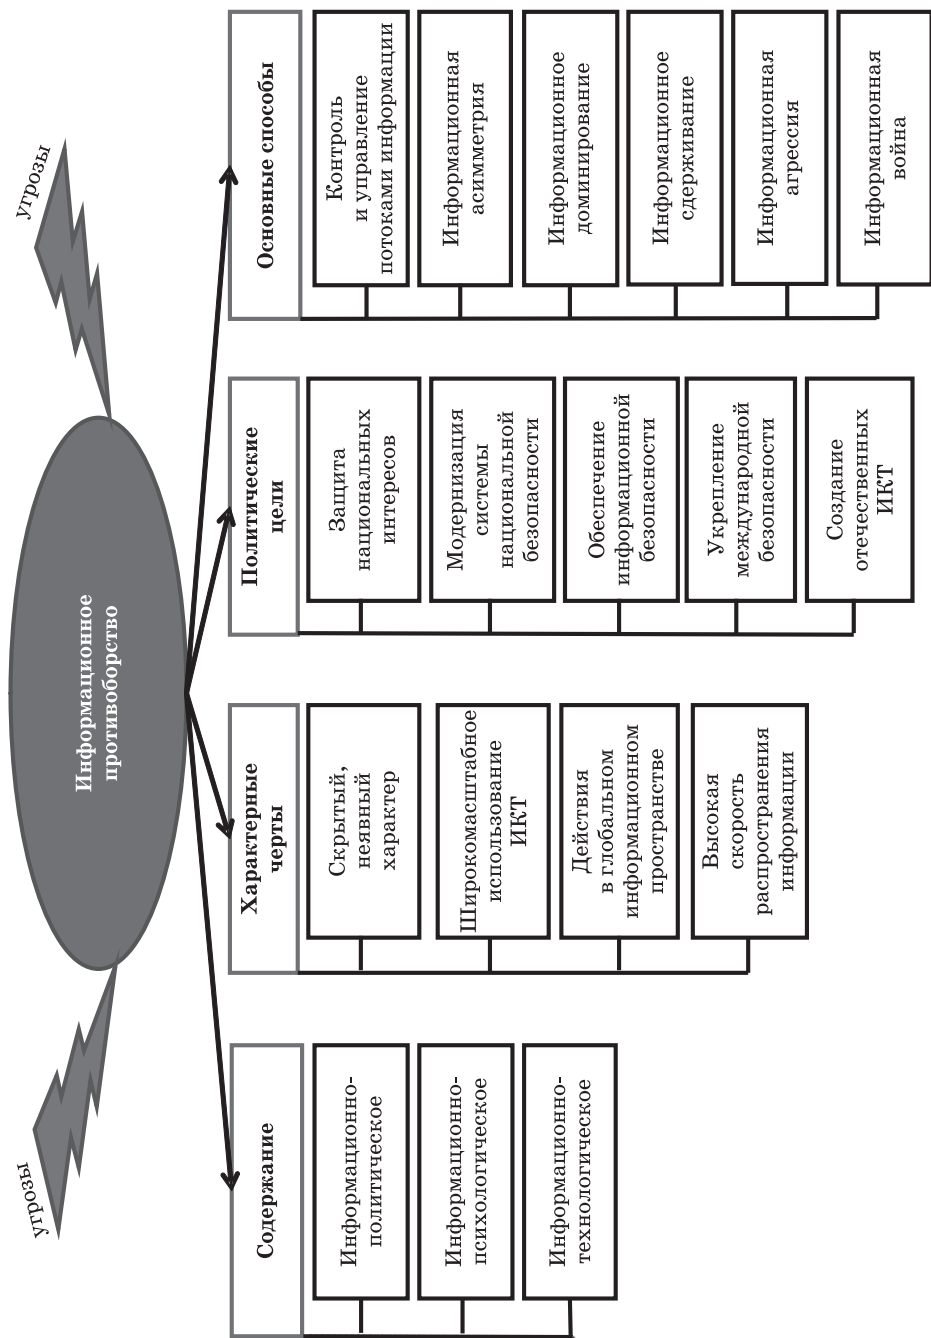 угрозы
угрозы
Информационное
противоборство
Содержание
Информационно-
политическое
Информационно-
психологическое
Информационно-
технологическое
Характерные
черты
Скрытый,
неявный
характер
Широкомасштабное
использование
ИКТ
Действия
в глобальном
информационном
пространстве
Высокая
скорость
распространения
информации
Политические
цели
Защита
национальных
интересов
Модернизация
системы
национальной
безопасности
Обеспечение
информационной
безопасности
Укрепление
международной
безопасности
Создание
отечественных
ИКТ
Основные способы
Контроль
и управление
потоками информации
Информационная
асимметрия
Информационное
доминирование
Информационное
сдерживание
Информационная
агрессия
Информационная
война